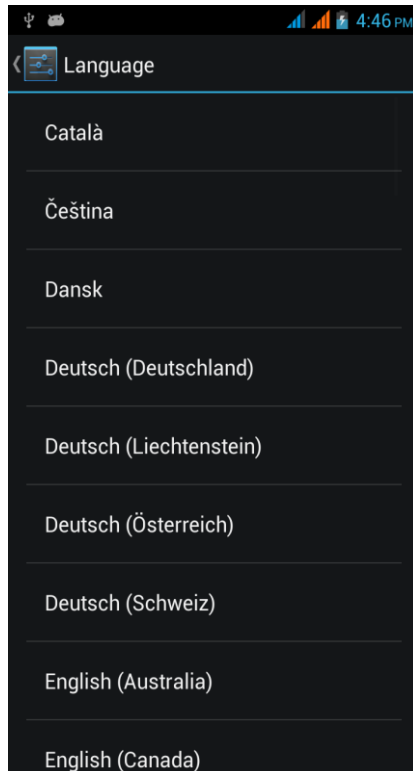 4:46 PM
Language
Català
Čeština
Dansk
Deutsch (Deutschland)
Deutsch (Liechtenstein)
Deutsch (Österreich)
Deutsch (Schweiz)
English (Australia)
English (Canada)